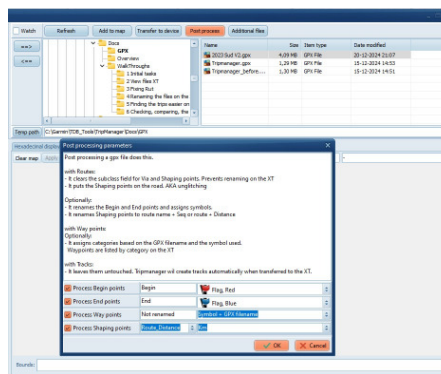 Watch
Refresh
Add to map
Transfer to device
Post process
Additional files
==>
<==
Docs
GPX
Overview
WalkThroughs
1 Initial tasks
2 View files XT
3 Fixing Rut
4 Renaming the files on the
5 Finding the trips easier on
6 Checking, comparing, the
Name Size Item type Date modified
2023 Sud V2.gpx 4,09 MB GPX File 20-12-2024 21:07
Tripmanager.gpx 1,29 MB GPX File 15-12-2024 14:53
Tripmanager_before.... 1,30 MB GPX File 15-12-2024 14:51
Temp path
Hexadecimal display
Clear map
Apply
Post processing parameters
Post processing a gpx file does this.
with Routes:
- It clears the subclass field for Via and Shaping points. Prevents renaming on the XT
- It puts the Shaping points on the road. AKA unglitching
Optionally:
- It renames the Begin and End points and assigns symbols.
- It renames Shaping points to route name + Seq or route + Distance
with Way points:
Optionally:
- It assigns categories based on the GPX filename and the symbol used.
Waypoints are listed by category on the XT
with Tracks:
- It leaves them untouched. Tripmanager wil create tracks automatically when transferred to the XT.
Process Begin points Begin Flag, Red
Process End points End Flag, Blue
Process Way points Not renamed Symbol + GPX filename
Process Shaping points Route_Distance Km
OK
Cancel
Bounds: